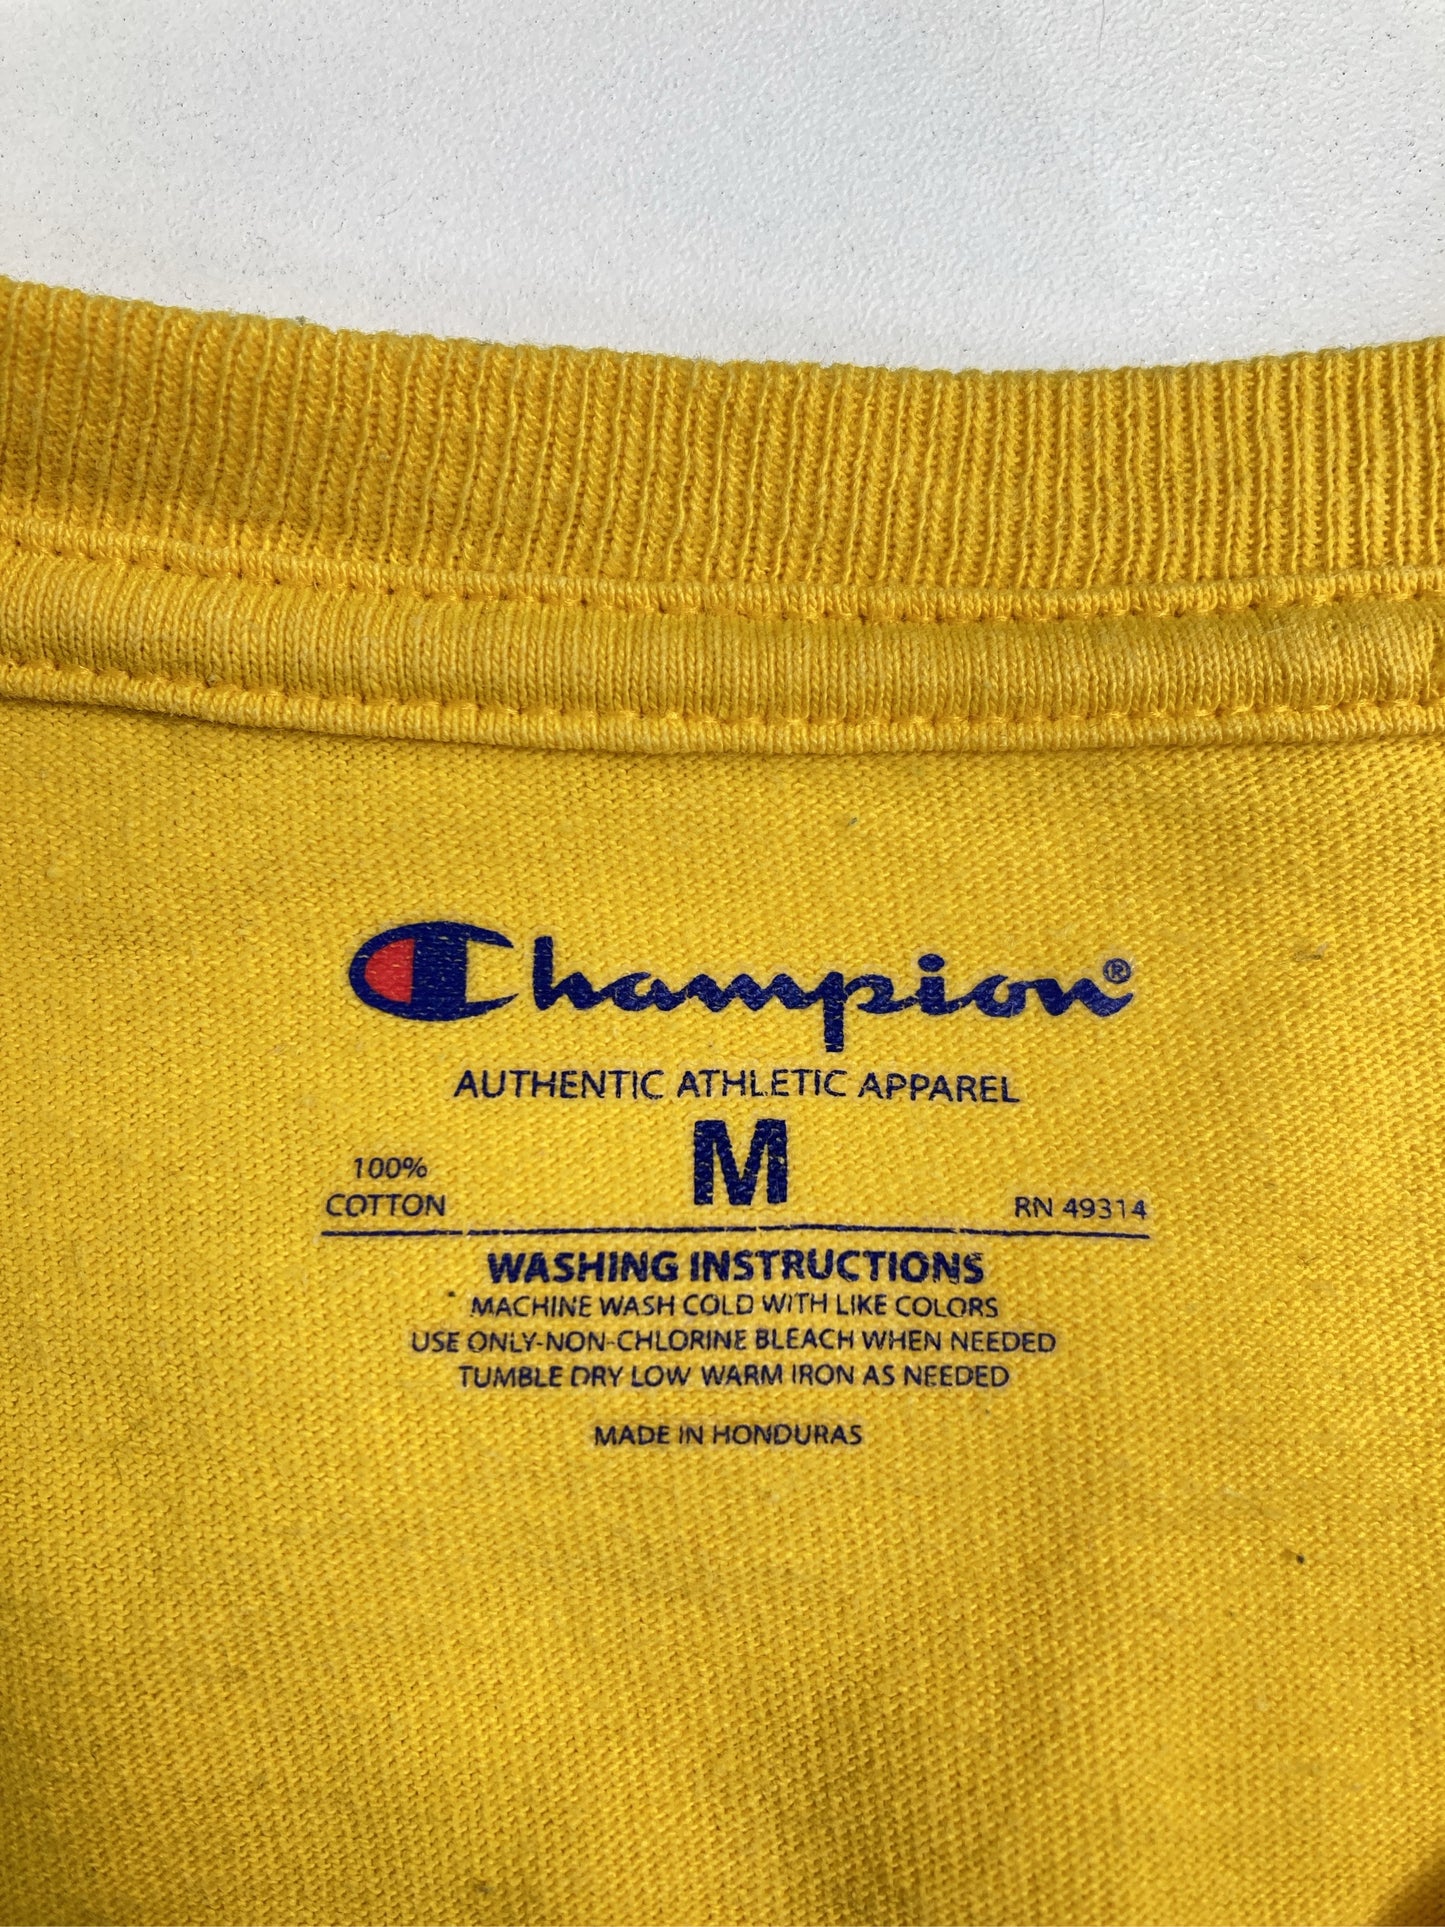 Champion®
AUTHENTIC ATHLETIC APPAREL
M
100%
COTTON
RN 49314
WASHING INSTRUCTIONS
MACHINE WASH COLD WITH LIKE COLORS
USE ONLY-NON-CHLORINE BLEACH WHEN NEEDED
TUMBLE DRY LOW WARM IRON AS NEEDED
MADE IN HONDURAS